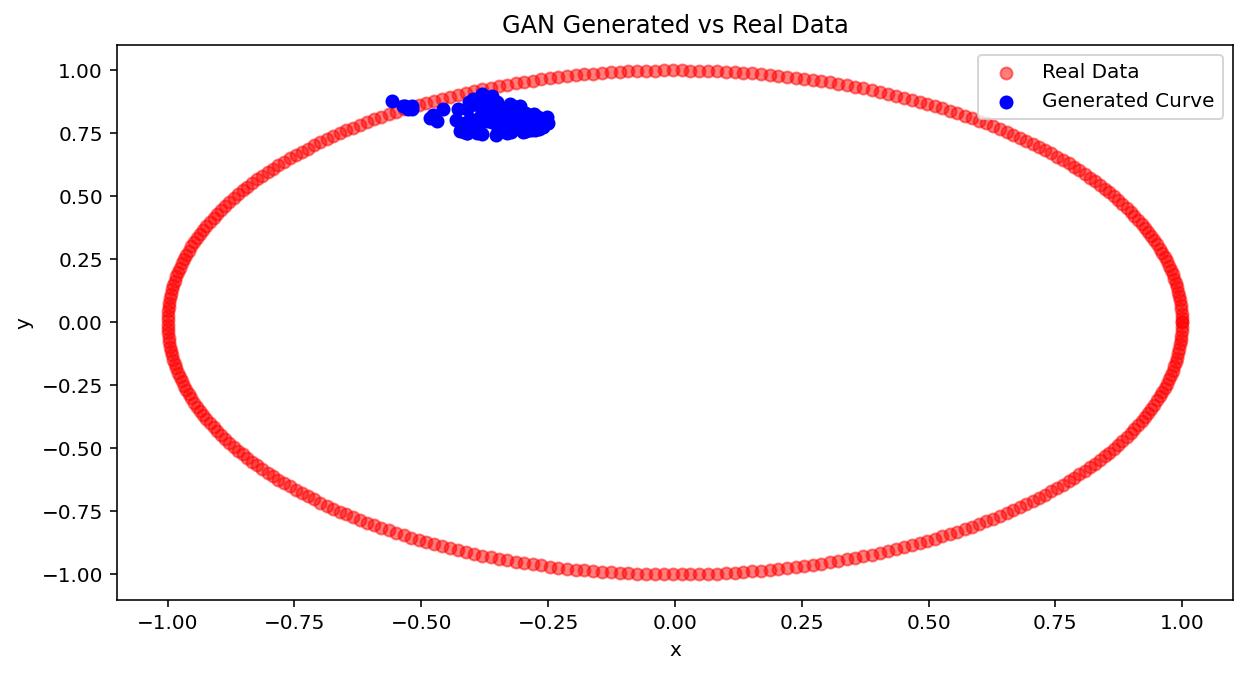 GAN Generated vs Real Data
Real Data
Generated Curve
1.00
0.75
0.50
0.25
0.00
−0.25
−0.50
−0.75
−1.00
y
−1.00 −0.75 −0.50 −0.25 0.00 0.25 0.50 0.75 1.00
x